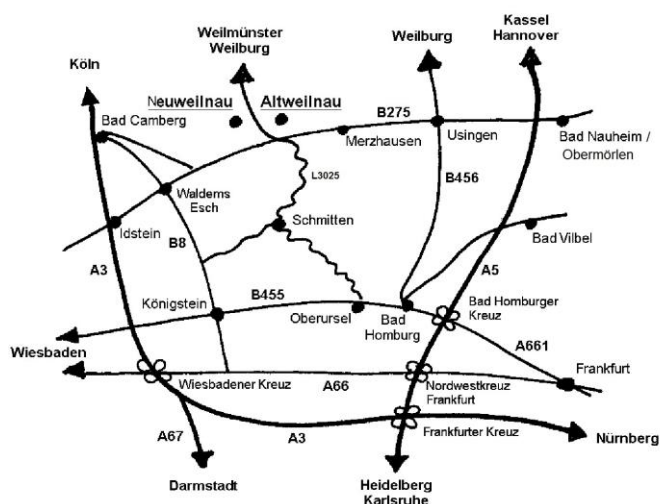 Kassel
Hannover
Weilmünster
Weilburg
Weilburg
Köln
Neuweilnau
Altweilnau
B275
Bad Camberg
Merzhausen
Usingen
Bad Nauheim /
Obermörlen
L3025
B456
Waldems
Esch
Schmitten
Idstein
B8
Bad Vilbel
A3
A5
B455
Königstein
Oberursel
Bad
Homburg
Bad Homburger
Kreuz
Wiesbaden
A661
Wiesbadener Kreuz
A66
Nordwestkreuz
Frankfurt
Frankfurt
A67
A3
Frankfurter Kreuz
Nürnberg
Darmstadt
Heidelberg
Karlsruhe